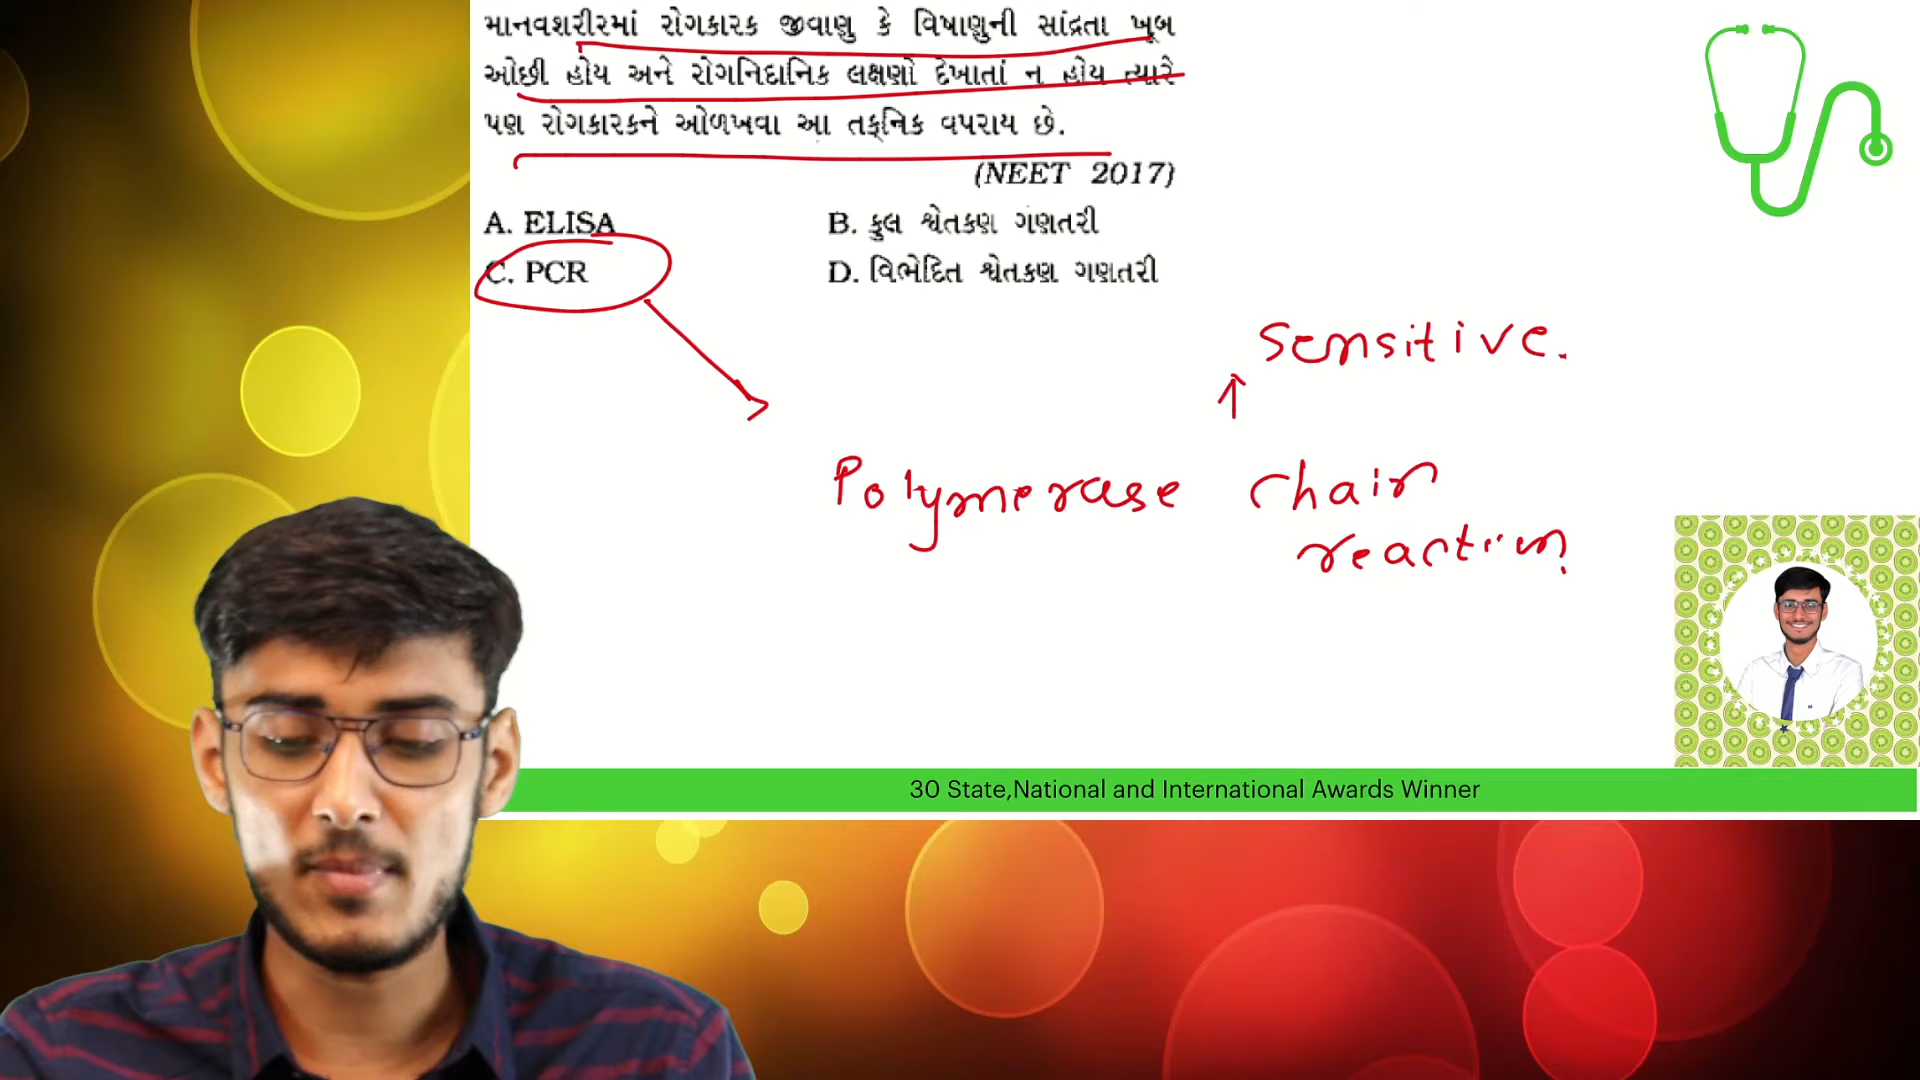 માનવશરીરમાં રોગકારક જીવાણુ કે વિષાણુની સાંદ્રતા ખૂબ
ઓછી હોય અને રોગનિદાનિક લક્ષણો દેખાતાં ન હોય ત્યારે
પણ રોગકારકને ઓળખવા આ તક્નિક વપરાય છે.
(NEET 2017)
A. ELISA B. કુલ શ્વેતકણ ગણતરી
C. PCR D. વિભેદિત શ્વેતકણ ગણતરી
↑ Sensitive.
Polymerase chain
reaction
30 State,National and International Awards Winner